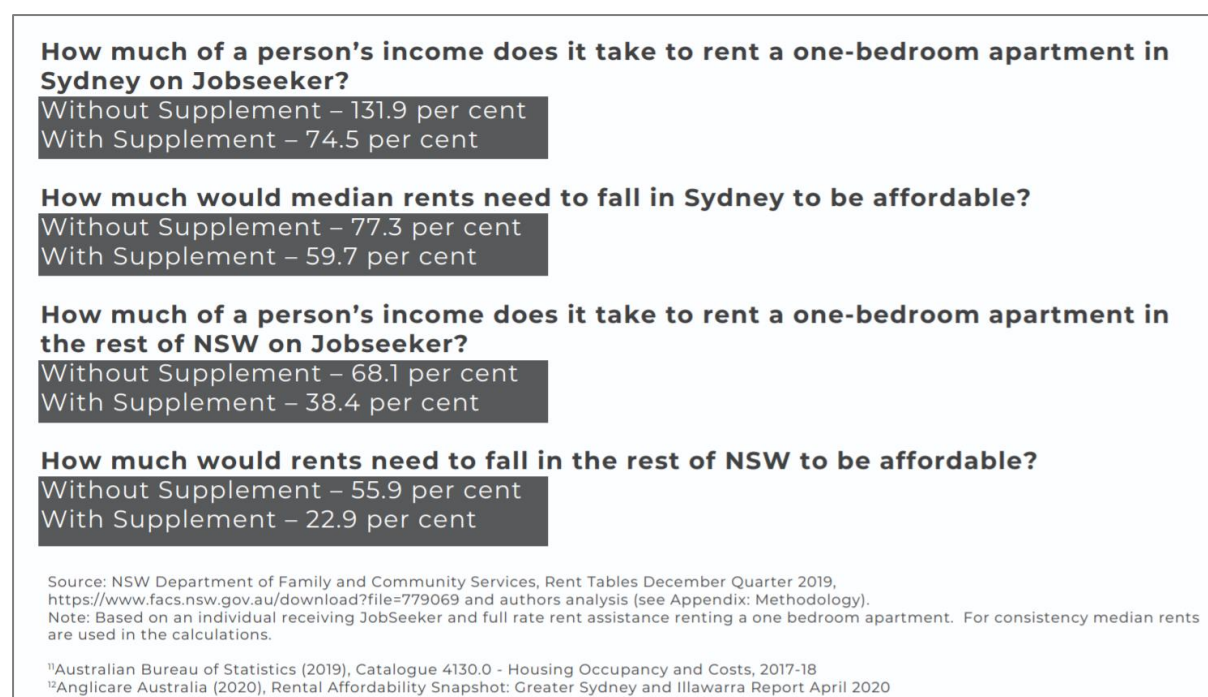 How much of a person’s income does it take to rent a one-bedroom apartment in
Sydney on Jobseeker?
Without Supplement – 131.9 per cent
With Supplement – 74.5 per cent
How much would median rents need to fall in Sydney to be affordable?
Without Supplement – 77.3 per cent
With Supplement – 59.7 per cent
How much of a person’s income does it take to rent a one-bedroom apartment in
the rest of NSW on Jobseeker?
Without Supplement – 68.1 per cent
With Supplement – 38.4 per cent
How much would rents need to fall in the rest of NSW to be affordable?
Without Supplement – 55.9 per cent
With Supplement – 22.9 per cent
Source: NSW Department of Family and Community Services, Rent Tables December Quarter 2019,
https://www.facs.nsw.gov.au/download?file=779069 and authors analysis (see Appendix: Methodology).
Note: Based on an individual receiving JobSeeker and full rate rent assistance renting a one bedroom apartment. For consistency median rents
are used in the calculations.
¹¹Australian Bureau of Statistics (2019), Catalogue 4130.0 - Housing Occupancy and Costs, 2017-18
¹²Anglicare Australia (2020), Rental Affordability Snapshot: Greater Sydney and Illawarra Report April 2020